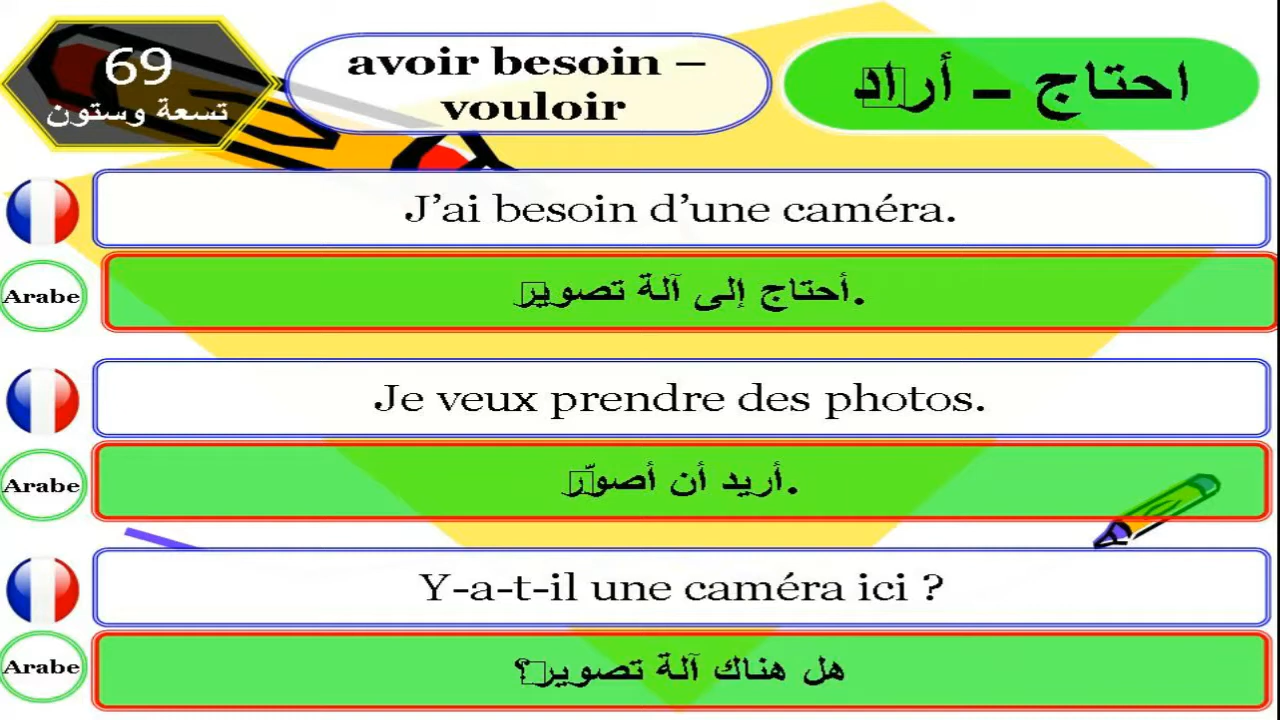 69
تسعة وستون
avoir besoin –
vouloir
احتاج – أراد
J’ai besoin d’une caméra.
Arabe
أحتاج إلى آلة تصوير.
Je veux prendre des photos.
Arabe
أريد أن أصوّر.
Y-a-t-il une caméra ici ?
Arabe
هل هناك آلة تصوير؟